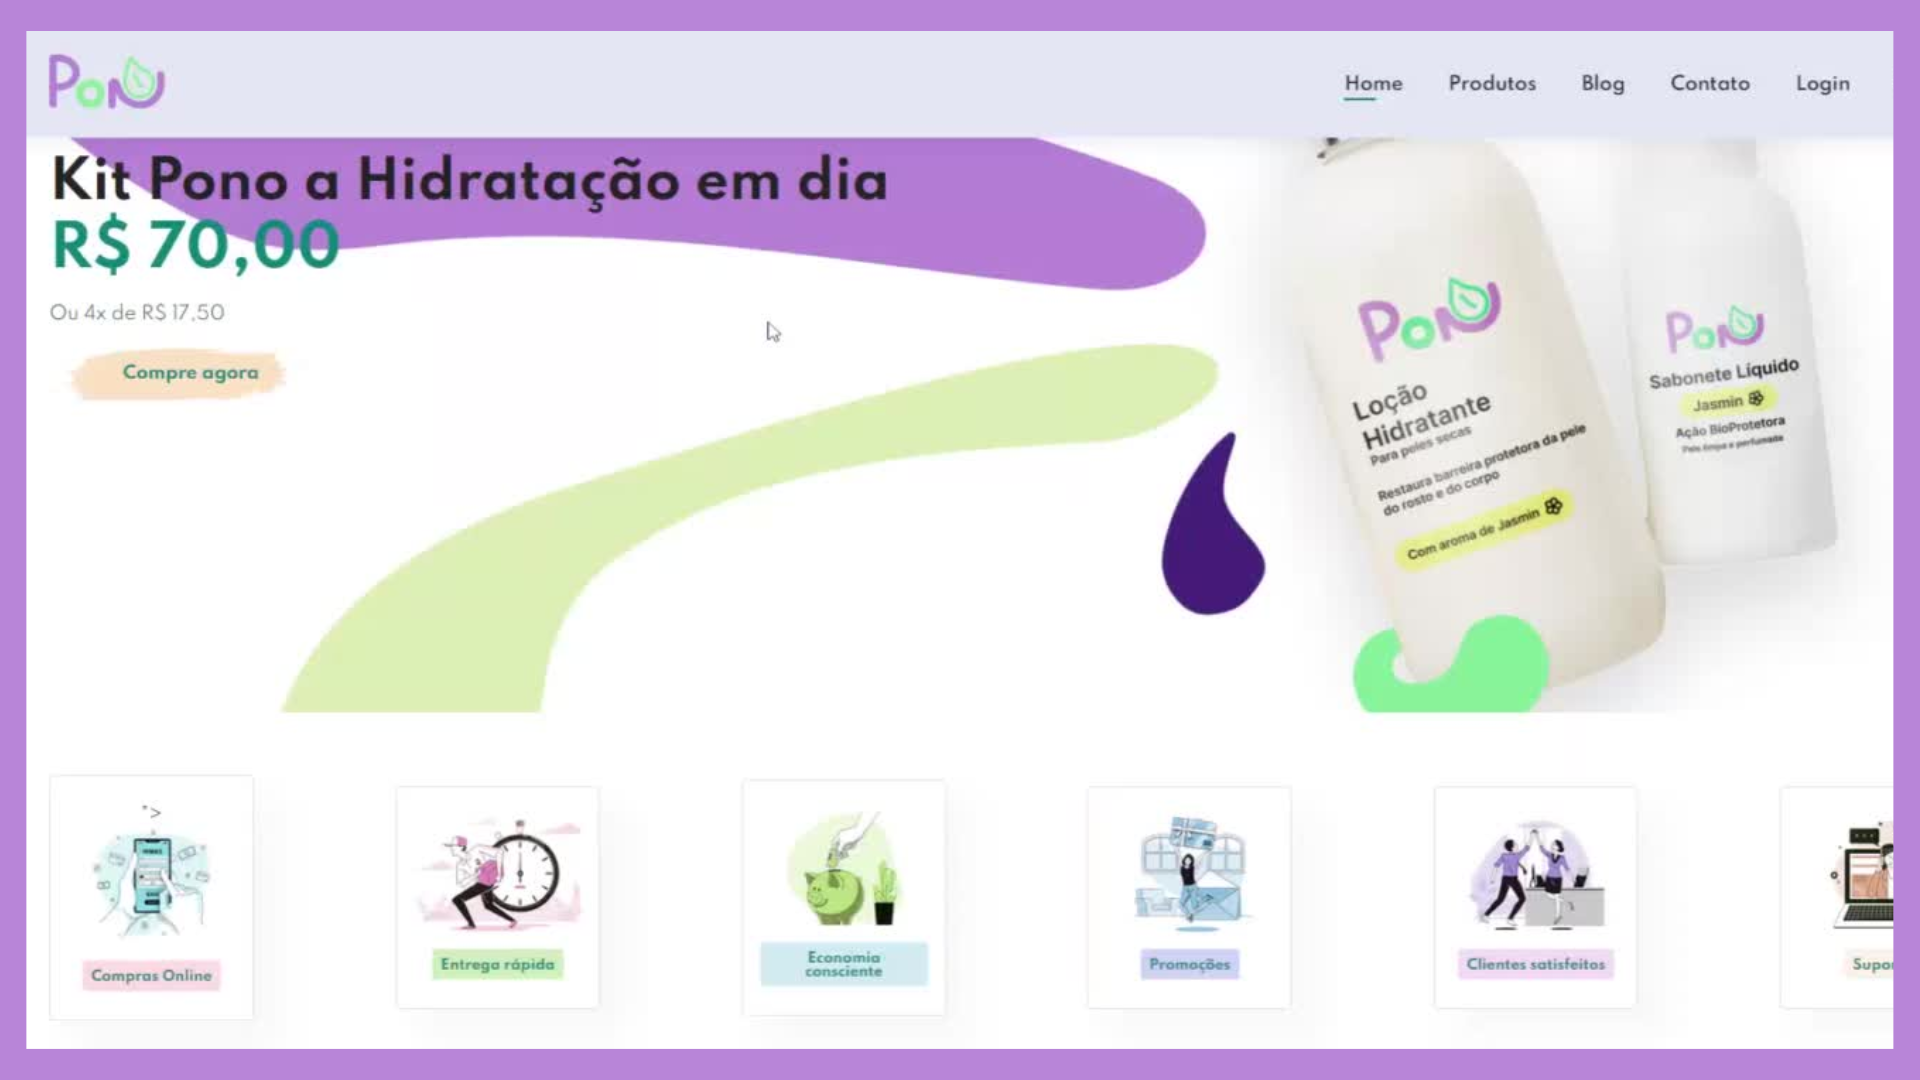 Pono
Home Produtos Blog Contato Login
Kit Pono a Hidratação em dia
R$ 70,00
Ou 4x de R$ 17,50
Compre agora
Pono
Loção
Hidratante
Para peles secas
Restaura barreira protetora da pele
do rosto e do corpo
Com aroma de Jasmin
Pono
Sabonete Líquido
Jasmin
Ação BioProtetora
Pele limpa e perfumada
">
Compras Online
Entrega rápida
Economia
consciente
Promoções
Clientes satisfeitos
Supo